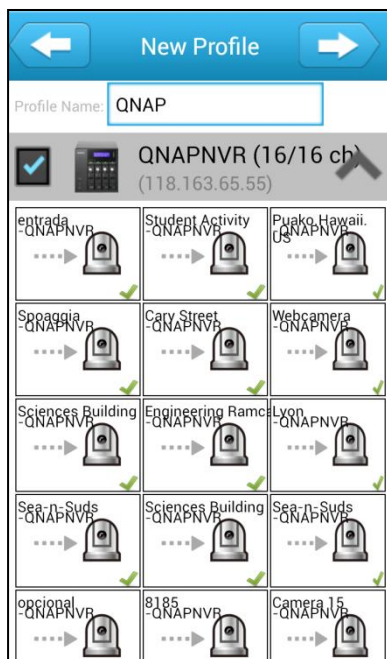 New Profile
Profile Name: QNAP
QNAPNVR (16/16 ch)
(118.163.65.55)
entrada
-QNAPNVR
Student Activity
-QNAPNVR
Puako, Hawaii.
US
-QNAPNVR
Spoaggia
-QNAPNVR
Cary Street
-QNAPNVR
Webcamera
-QNAPNVR
Sciences Building
-QNAPNVR
Engineering Ramca
-QNAPNVR
Lyon
-QNAPNVR
Sea-n-Suds
-QNAPNVR
Sciences Building
-QNAPNVR
Sea-n-Suds
-QNAPNVR
opcional
-QNAPNVR
8185
-QNAPNVR
Camera 15
-QNAPNVR